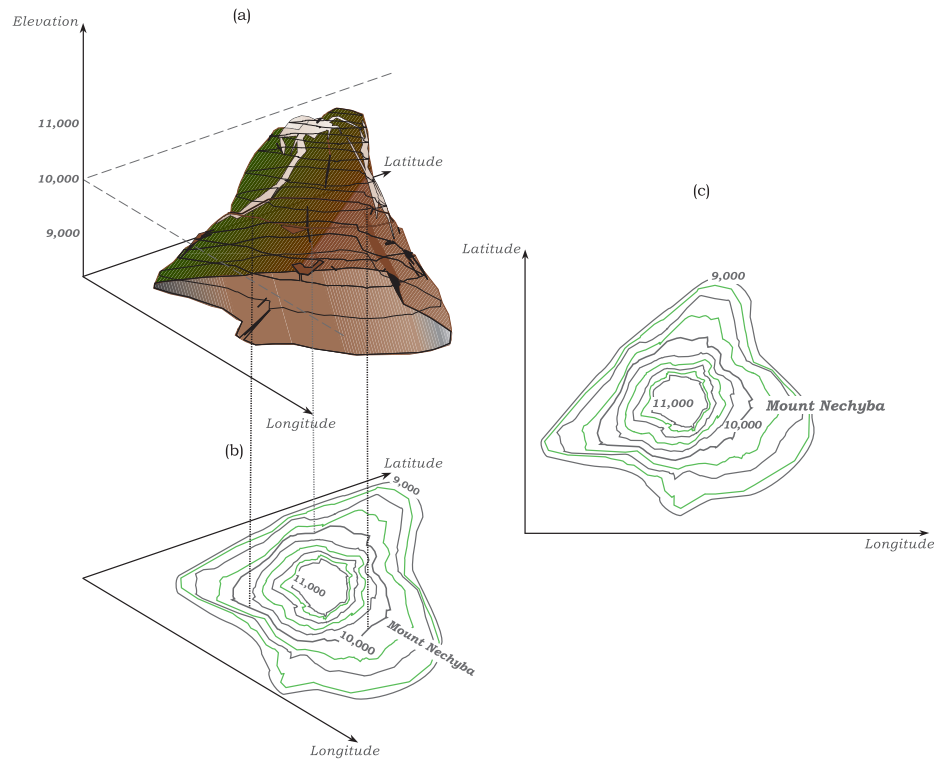 (a)
Elevation
11,000
10,000
9,000
Latitude
Longitude
(b)
Latitude
9,000
11,000
10,000
Mount Nechyba
Longitude
(c)
Latitude
9,000
11,000
Mount Nechyba
10,000
Longitude